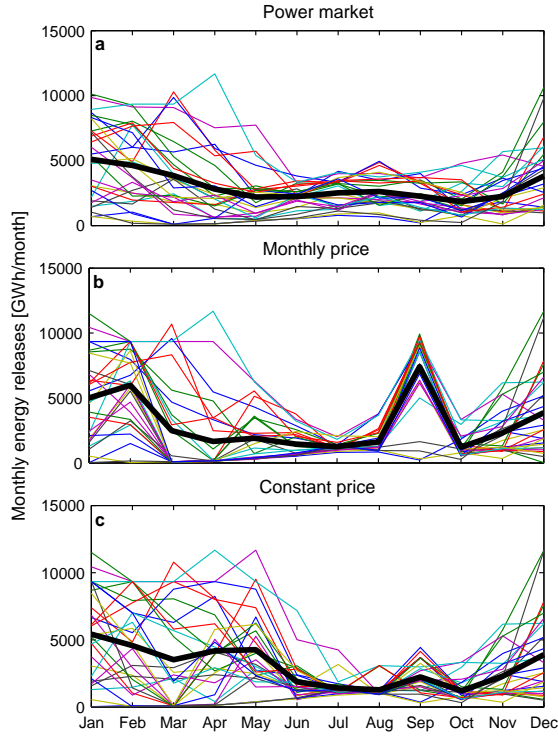 Power market
15000
a
10000
5000
0
Monthly price
15000
b
10000
5000
0
Constant price
15000
c
10000
5000
0
Jan Feb Mar Apr May Jun Jul Aug Sep Oct Nov Dec
Monthly energy releases [GWh/month]